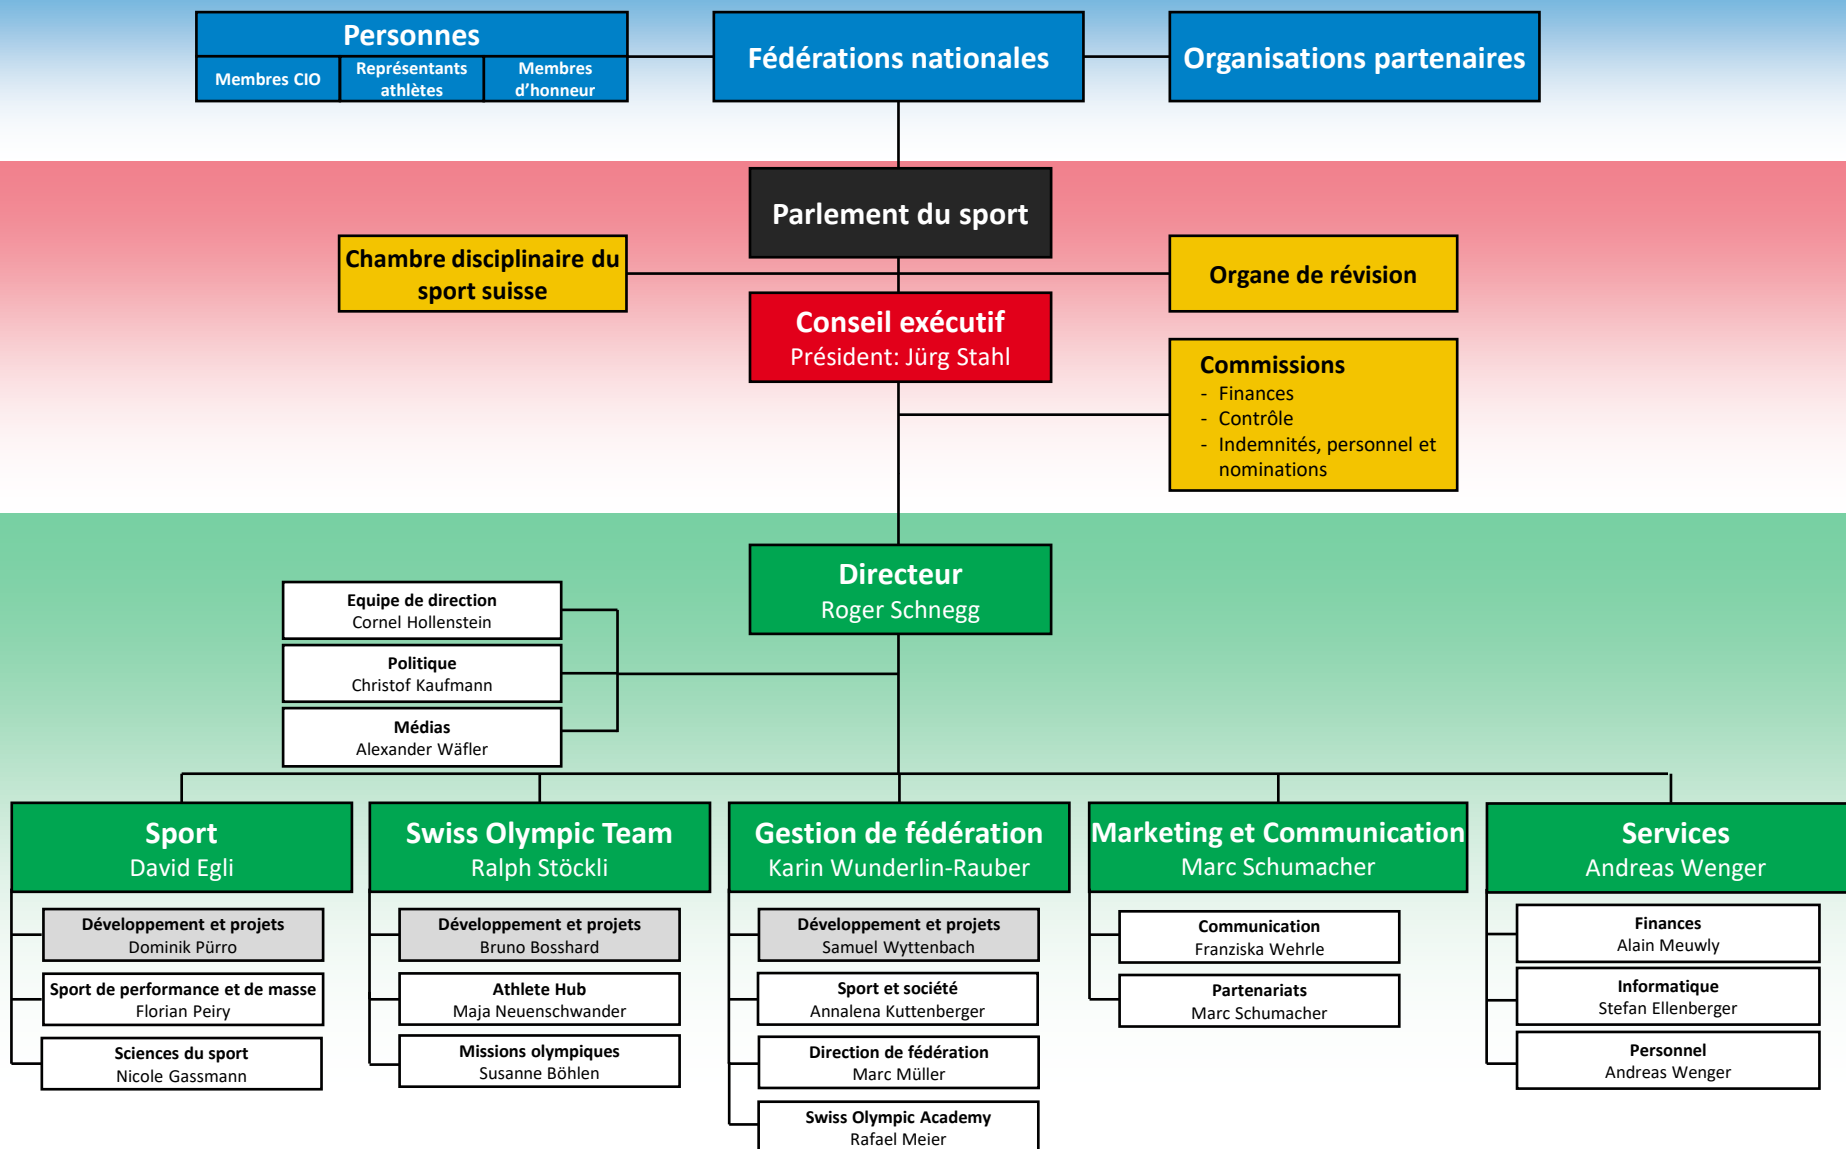 Personnes
Membres CIO
Représentants
athlètes
Membres
d'honneur
Fédérations nationales
Organisations partenaires
Parlement du sport
Chambre disciplinaire du
sport suisse
Organe de révision
Conseil exécutif
Président: Jürg Stahl
Commissions
- Finances
- Contrôle
- Indemnités, personnel et
nominations
Directeur
Roger Schnegg
Equipe de direction
Cornel Hollenstein
Politique
Christof Kaufmann
Médias
Alexander Wäfler
Sport
David Egli
Développement et projets
Dominik Pürro
Sport de performance et de masse
Florian Peiry
Sciences du sport
Nicole Gassmann
Swiss Olympic Team
Ralph Stöckli
Développement et projets
Bruno Bosshard
Athlete Hub
Maja Neuenschwander
Missions olympiques
Susanne Böhlen
Gestion de fédération
Karin Wunderlin-Rauber
Développement et projets
Samuel Wyttenbach
Sport et société
Annalena Kuttenberger
Direction de fédération
Marc Müller
Swiss Olympic Academy
Rafael Meier
Marketing et Communication
Marc Schumacher
Communication
Franziska Wehrle
Partenariats
Marc Schumacher
Services
Andreas Wenger
Finances
Alain Meuwly
Informatique
Stefan Ellenberger
Personnel
Andreas Wenger